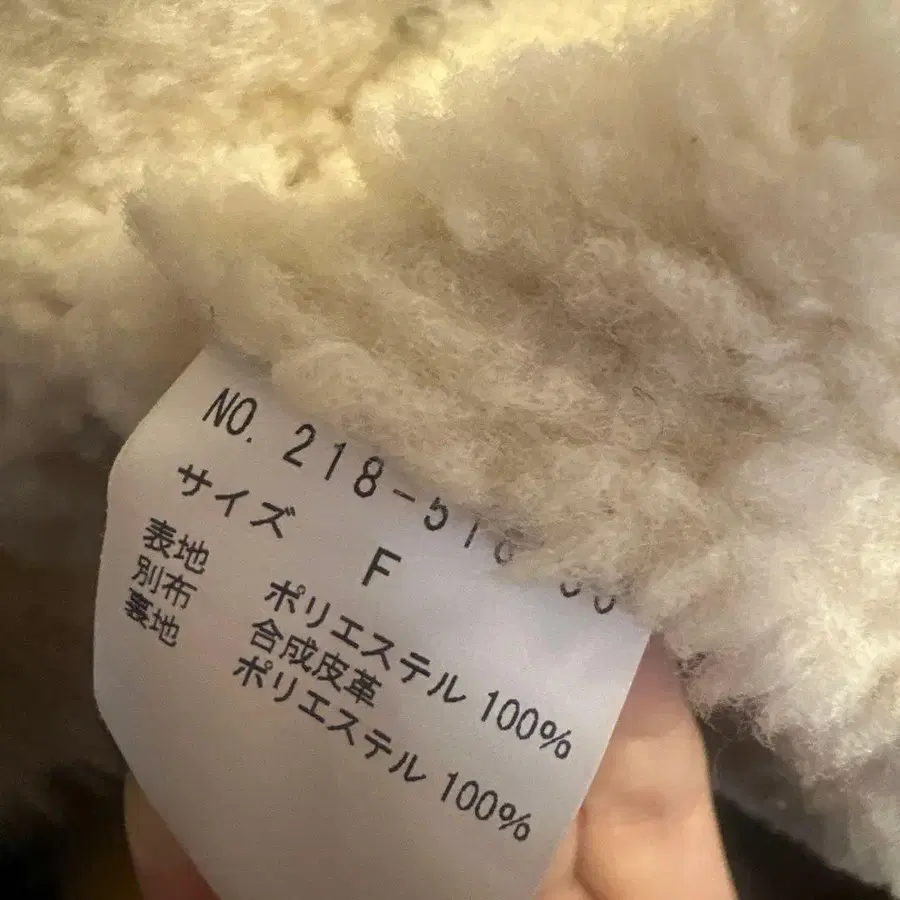 NO. 218-51
サイズ F
表地 ポリエステル 100%
別布 合成皮革
裏地 ポリエステル 100%